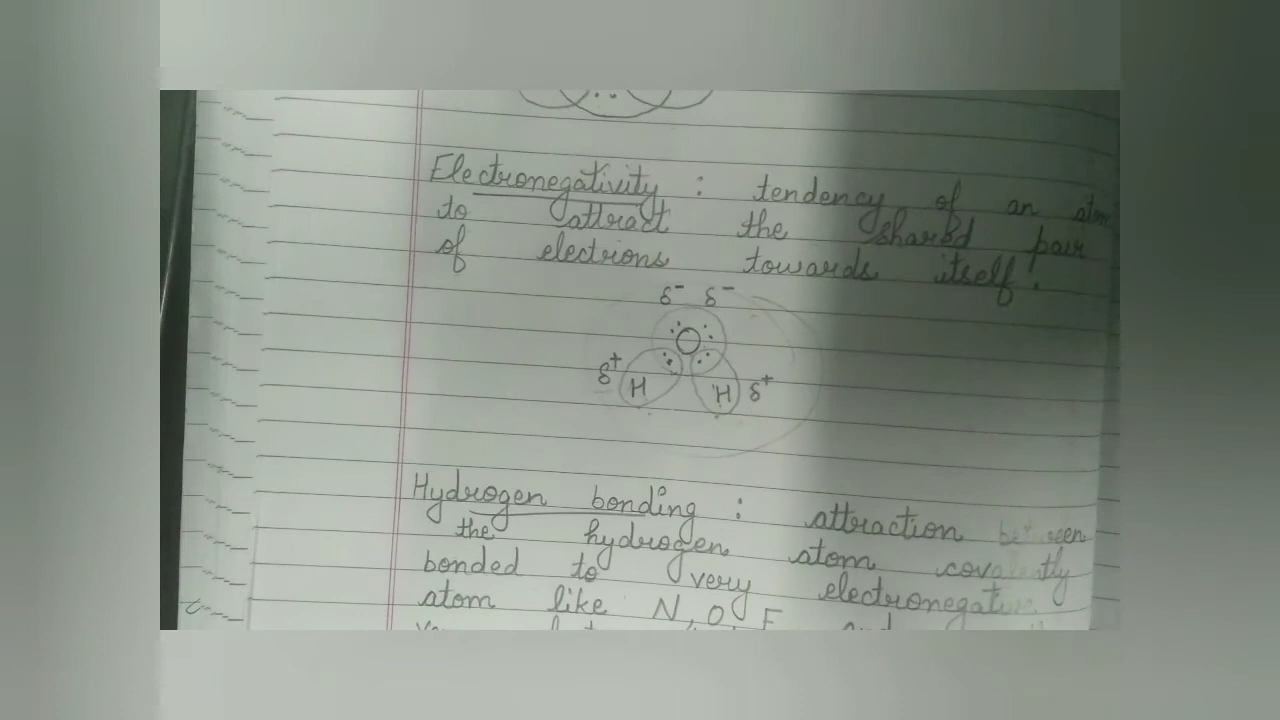 Electronegativity : tendency of an atom
to attract the shared pair
of electrons towards itself!
δ⁻ δ⁻
O
δ⁺ H H δ⁺
Hydrogen bonding : attraction between
the hydrogen atom covalently
bonded to very electronegative
atom like N, O, F and